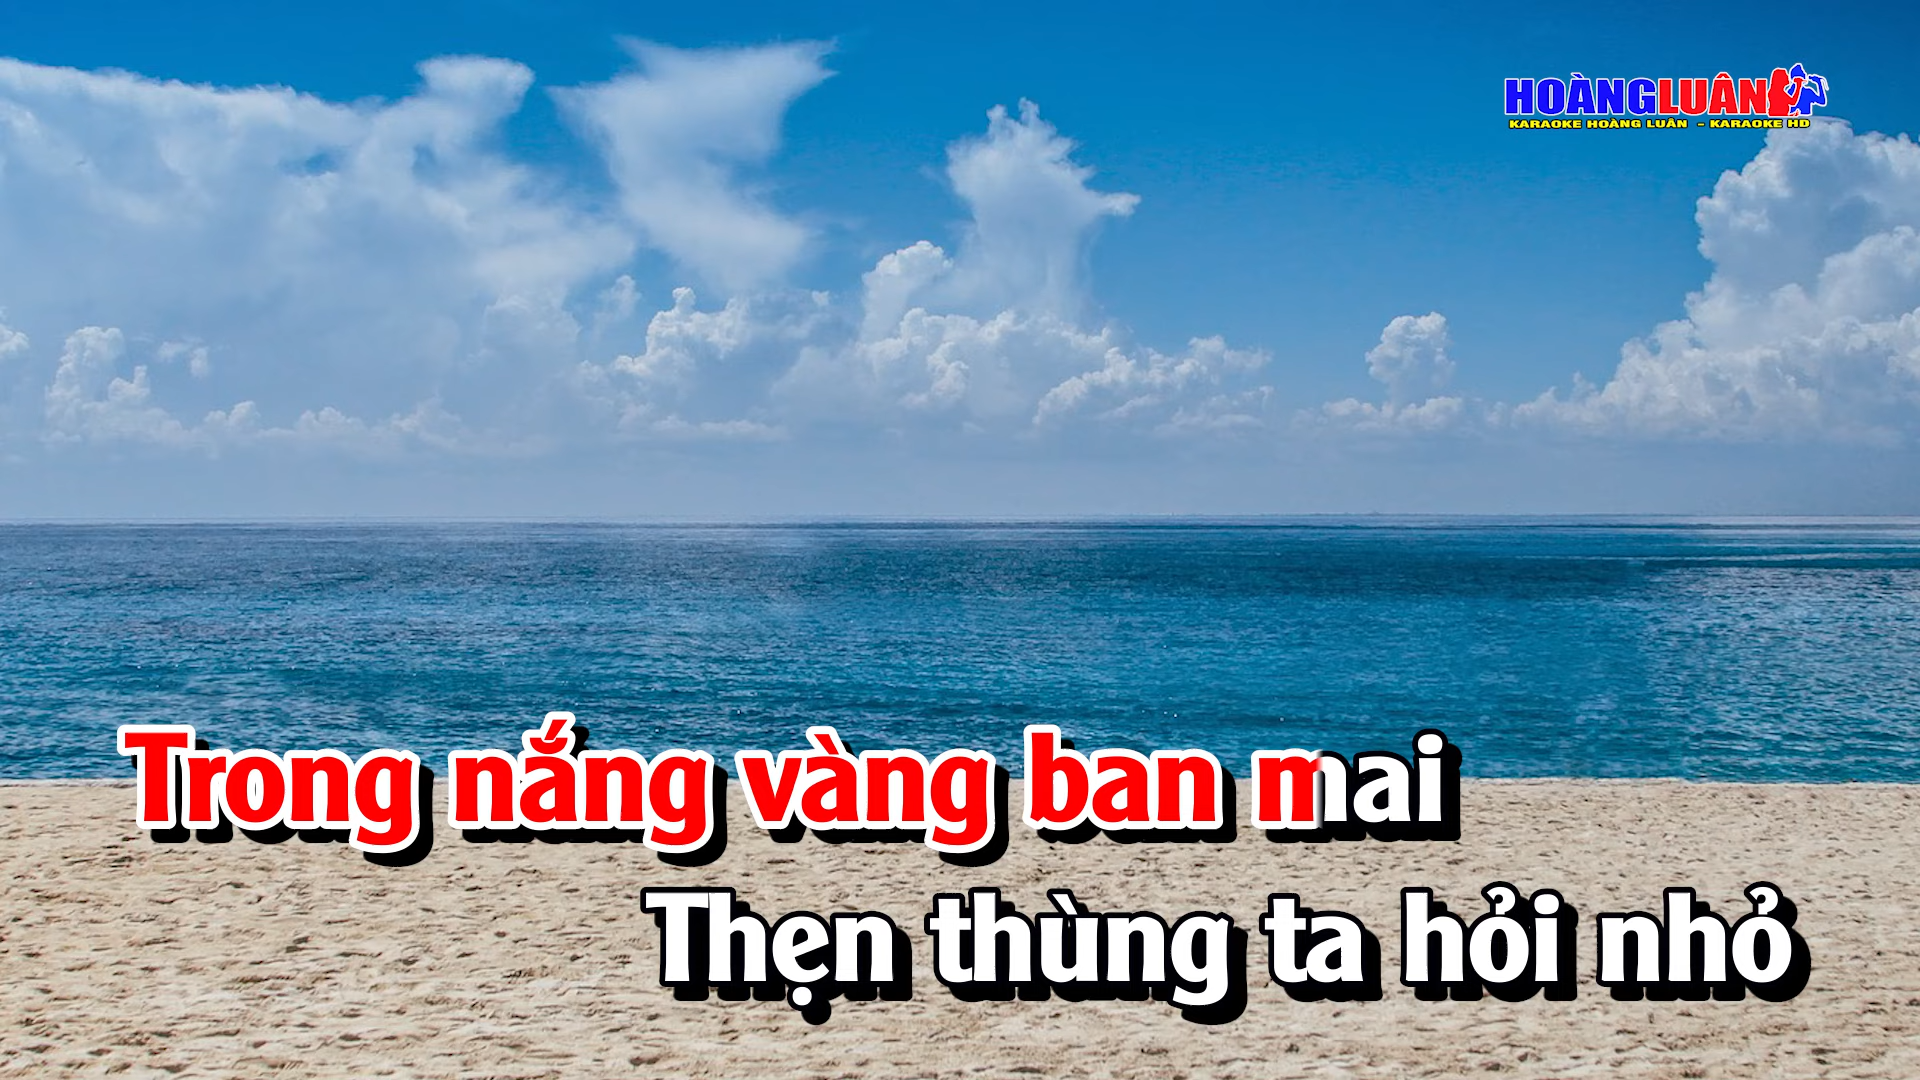 HOÀNGLUÂN
KARAOKE HOÀNG LUÂN - KARAOKE HD
Trong nắng vàng ban mai
Thẹn thùng ta hỏi nhỏ